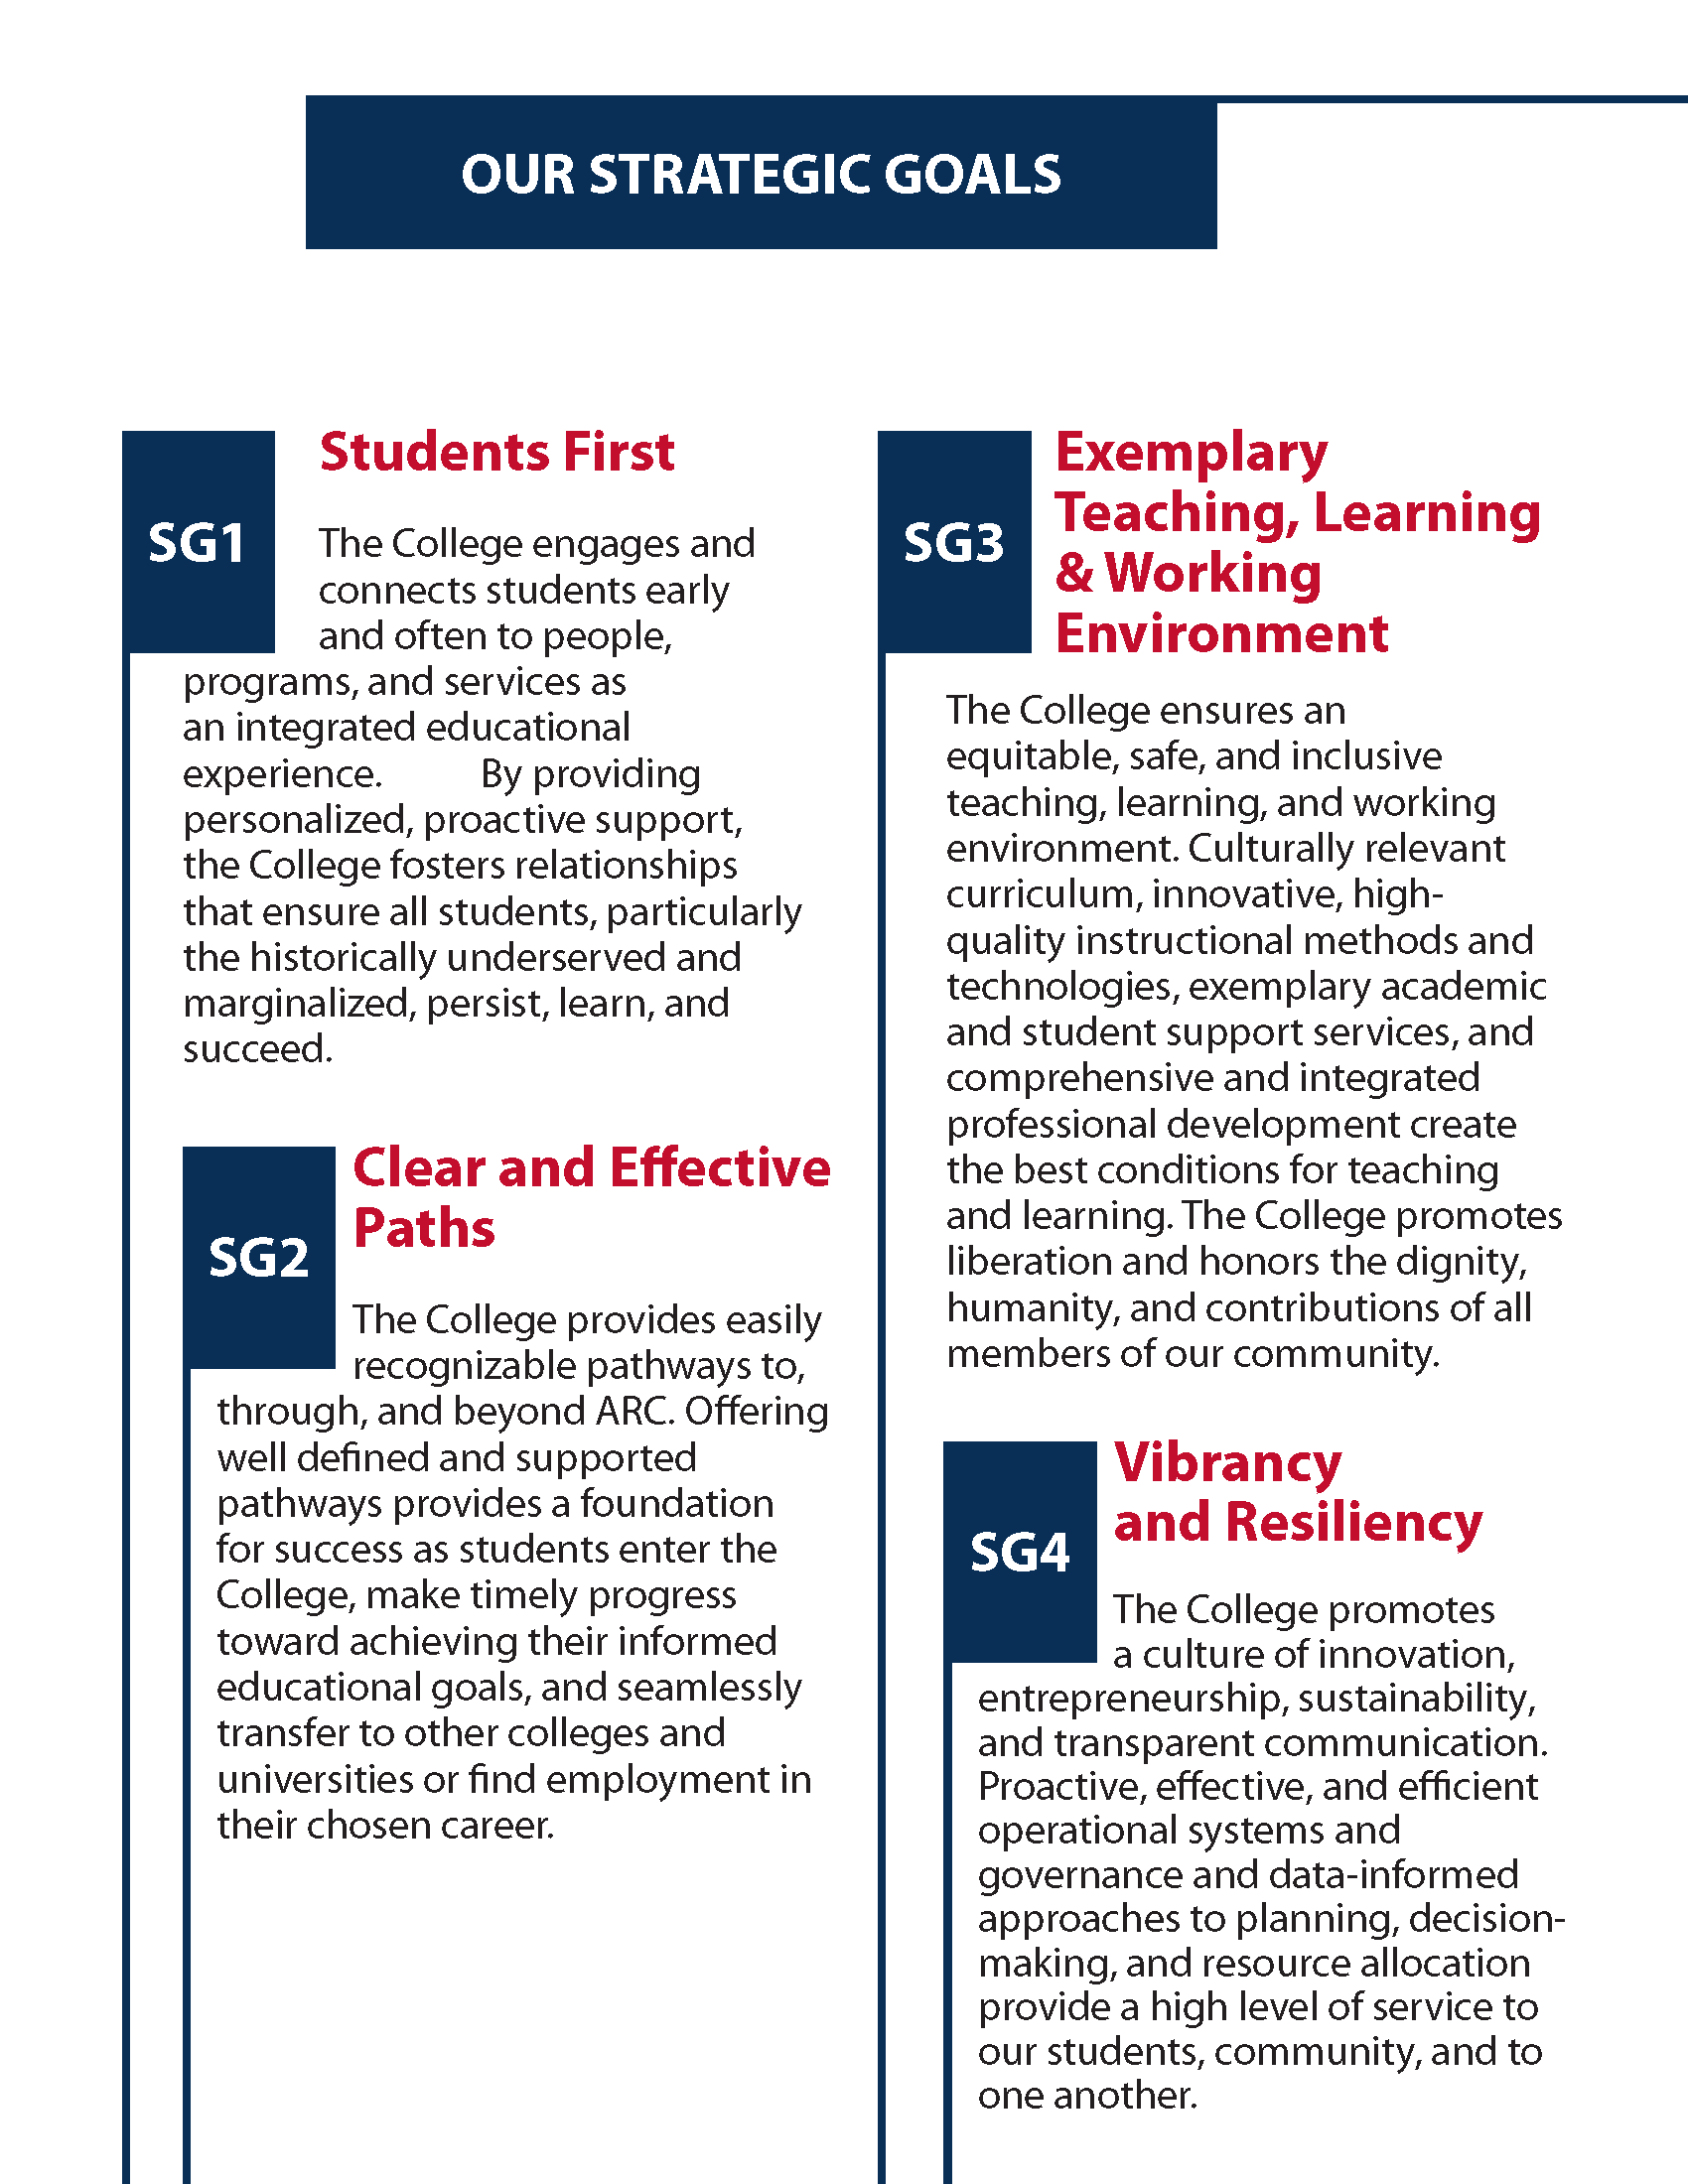 OUR STRATEGIC GOALS
SG1
Students First
The College engages and
connects students early
and often to people,
programs, and services as
an integrated educational
experience. By providing
personalized, proactive support,
the College fosters relationships
that ensure all students, particularly
the historically underserved and
marginalized, persist, learn, and
succeed.
SG2
Clear and Effective
Paths
The College provides easily
recognizable pathways to,
through, and beyond ARC. Offering
well defined and supported
pathways provides a foundation
for success as students enter the
College, make timely progress
toward achieving their informed
educational goals, and seamlessly
transfer to other colleges and
universities or find employment in
their chosen career.
SG3
Exemplary
Teaching, Learning
& Working
Environment
The College ensures an
equitable, safe, and inclusive
teaching, learning, and working
environment. Culturally relevant
curriculum, innovative, high-
quality instructional methods and
technologies, exemplary academic
and student support services, and
comprehensive and integrated
professional development create
the best conditions for teaching
and learning. The College promotes
liberation and honors the dignity,
humanity, and contributions of all
members of our community.
SG4
Vibrancy
and Resiliency
The College promotes
a culture of innovation,
entrepreneurship, sustainability,
and transparent communication.
Proactive, effective, and efficient
operational systems and
governance and data-informed
approaches to planning, decision-
making, and resource allocation
provide a high level of service to
our students, community, and to
one another.